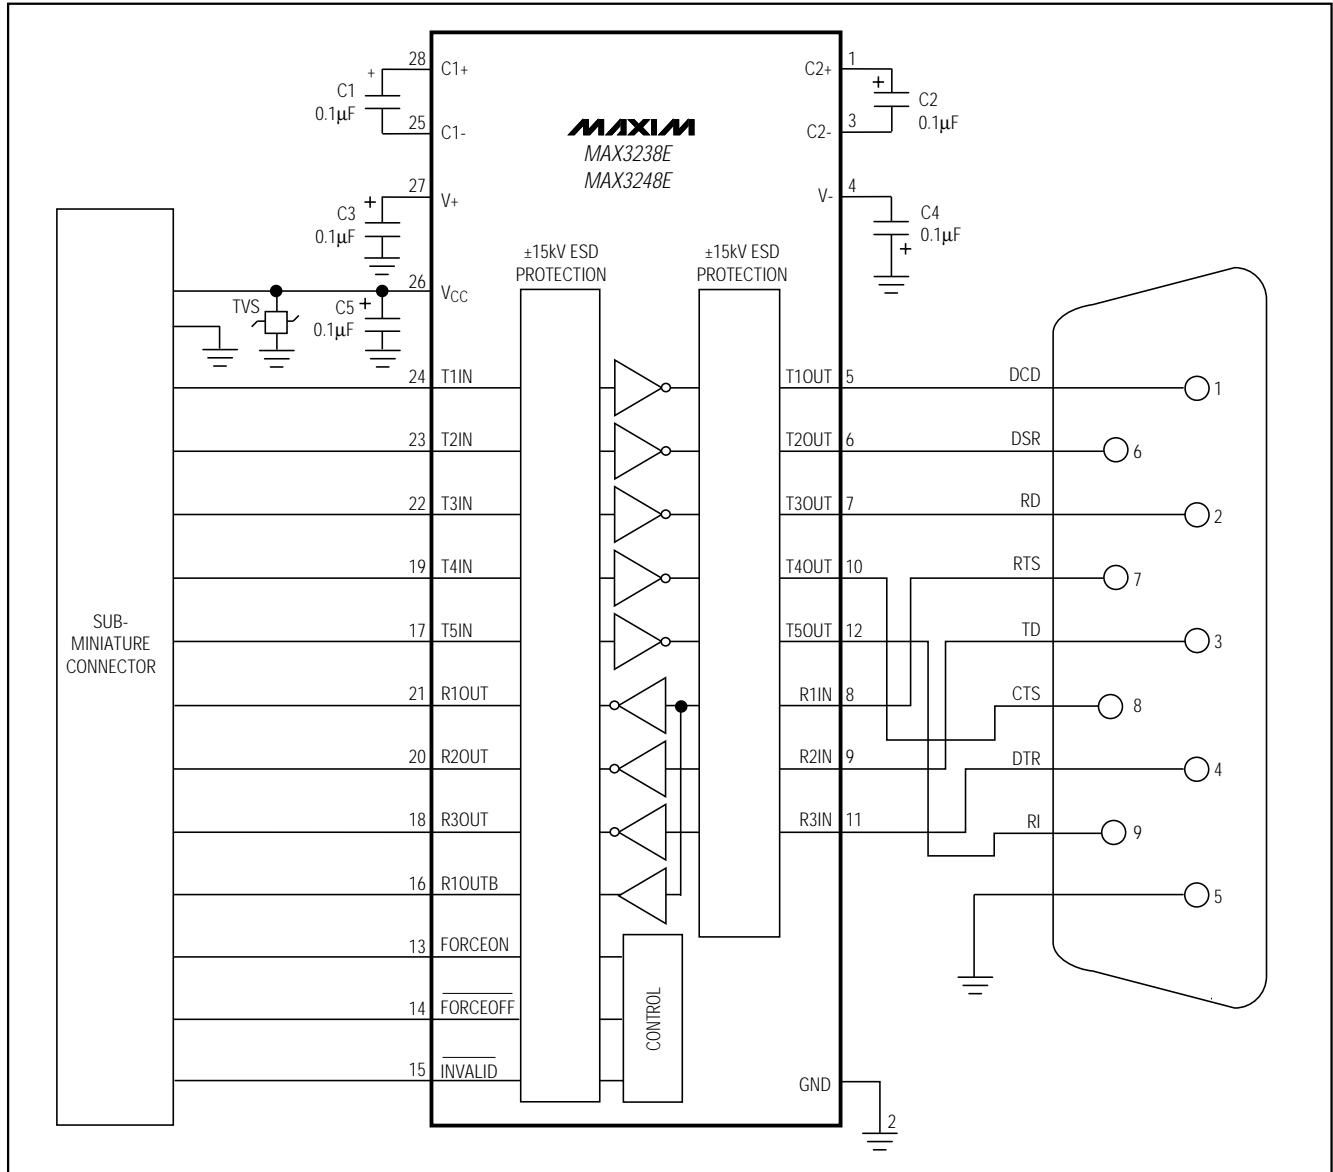 28
C1+
+
C1
0.1µF
25
C1-
C2+
1
+
C2
0.1µF
C2-
3
MAXIM
MAX3238E
MAX3248E
27
V+
+
C3
0.1µF
V-
4
C4
0.1µF
+
±15kV ESD
PROTECTION
±15kV ESD
PROTECTION
26
VCC
TVS
C5
+
0.1µF
24 T1IN
T1OUT 5
DCD
1
23 T2IN
T2OUT 6
DSR
6
22 T3IN
T3OUT 7
RD
2
19 T4IN
T4OUT 10
RTS
7
SUB-
MINIATURE
CONNECTOR
17 T5IN
T5OUT 12
TD
3
21 R1OUT
R1IN 8
CTS
8
20 R2OUT
R2IN 9
DTR
4
18 R3OUT
R3IN 11
RI
9
16 R1OUTB
5
13 FORCEON
14 FORCEOFF
15 INVALID
CONTROL
GND
2